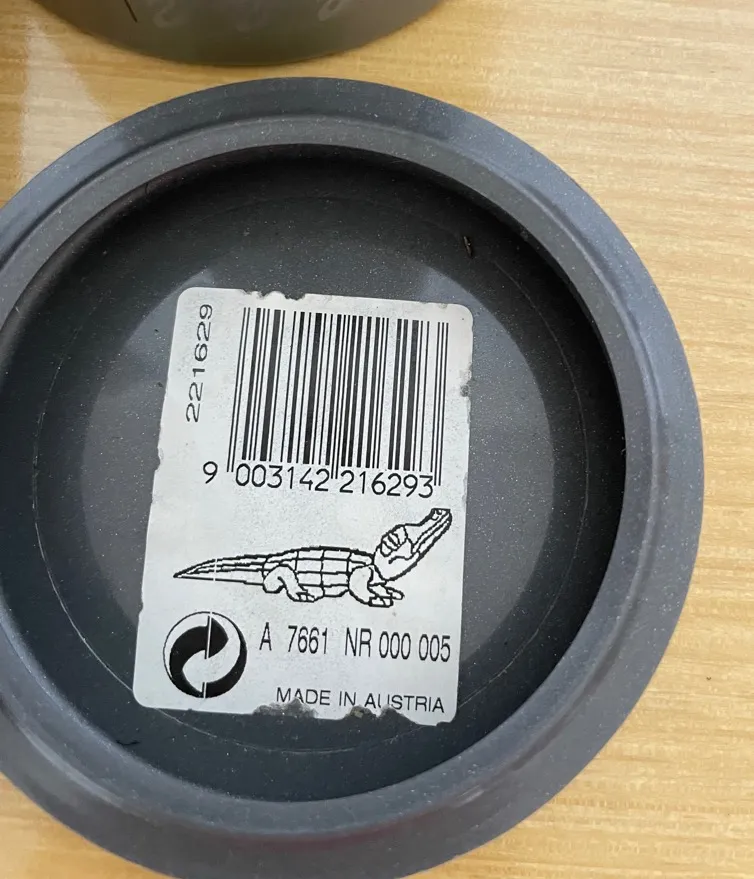 221629
9 003142 216293
A 7661 NR 000 005
MADE IN AUSTRIA